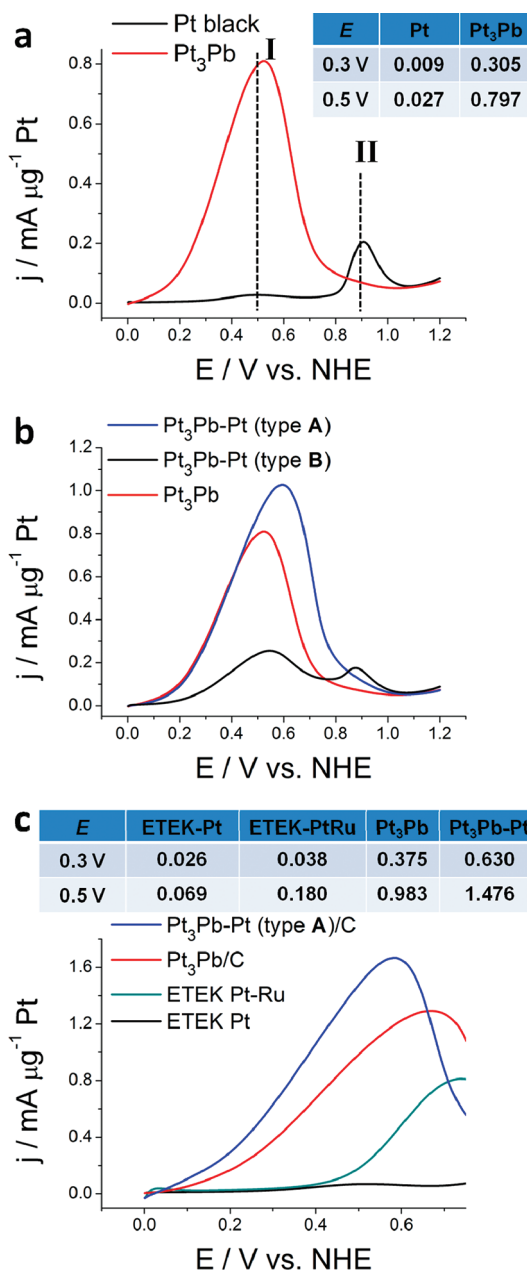 a
Pt black
Pt₃Pb
I
II
E Pt Pt₃Pb
0.3 V 0.009 0.305
0.5 V 0.027 0.797
j / mA µg⁻¹ Pt
0.8
0.6
0.4
0.2
0.0
0.0 0.2 0.4 0.6 0.8 1.0 1.2
E / V vs. NHE
b
Pt₃Pb-Pt (type A)
Pt₃Pb-Pt (type B)
Pt₃Pb
j / mA µg⁻¹ Pt
1.2
1.0
0.8
0.6
0.4
0.2
0.0
0.0 0.2 0.4 0.6 0.8 1.0 1.2
E / V vs. NHE
c
E ETEK-Pt ETEK-PtRu Pt₃Pb Pt₃Pb-Pt
0.3 V 0.026 0.038 0.375 0.630
0.5 V 0.069 0.180 0.983 1.476
Pt₃Pb-Pt (type A)/C
Pt₃Pb/C
ETEK Pt-Ru
ETEK Pt
j / mA µg⁻¹ Pt
1.6
1.2
0.8
0.4
0.0
0.0 0.2 0.4 0.6
E / V vs. NHE